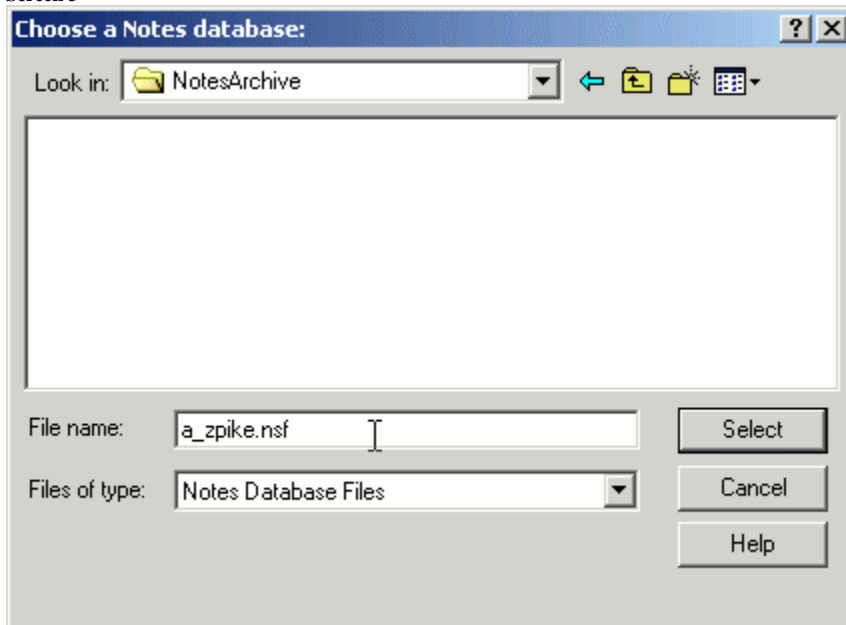 Choose a Notes database:
Look in: NotesArchive
File name: a_zpike.nsf Select
Files of type: Notes Database Files Cancel
Help